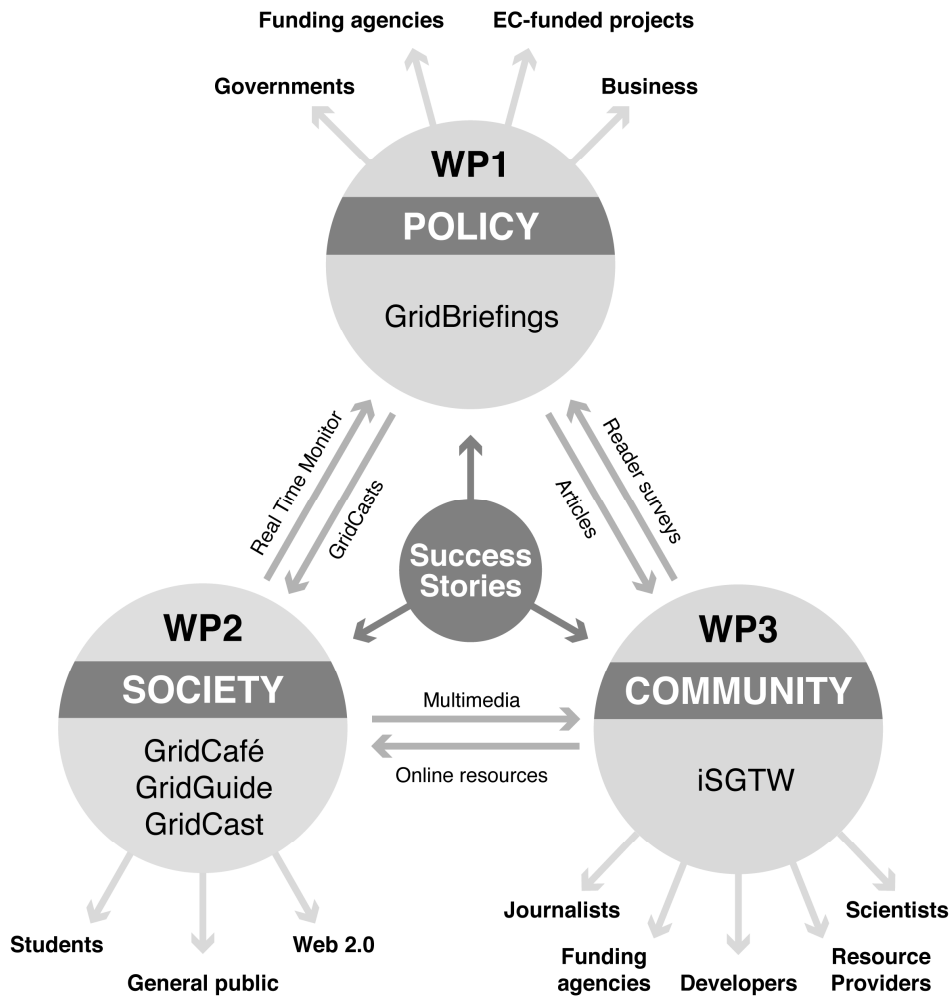 Funding agencies
EC-funded projects
Governments
Business
WP1
POLICY
GridBriefings
Real Time Monitor
GridCasts
Articles
Reader surveys
Success
Stories
WP2
SOCIETY
GridCafé
GridGuide
GridCast
Multimedia
Online resources
WP3
COMMUNITY
iSGTW
Students
General public
Web 2.0
Journalists
Funding
agencies
Developers
Resource
Providers
Scientists